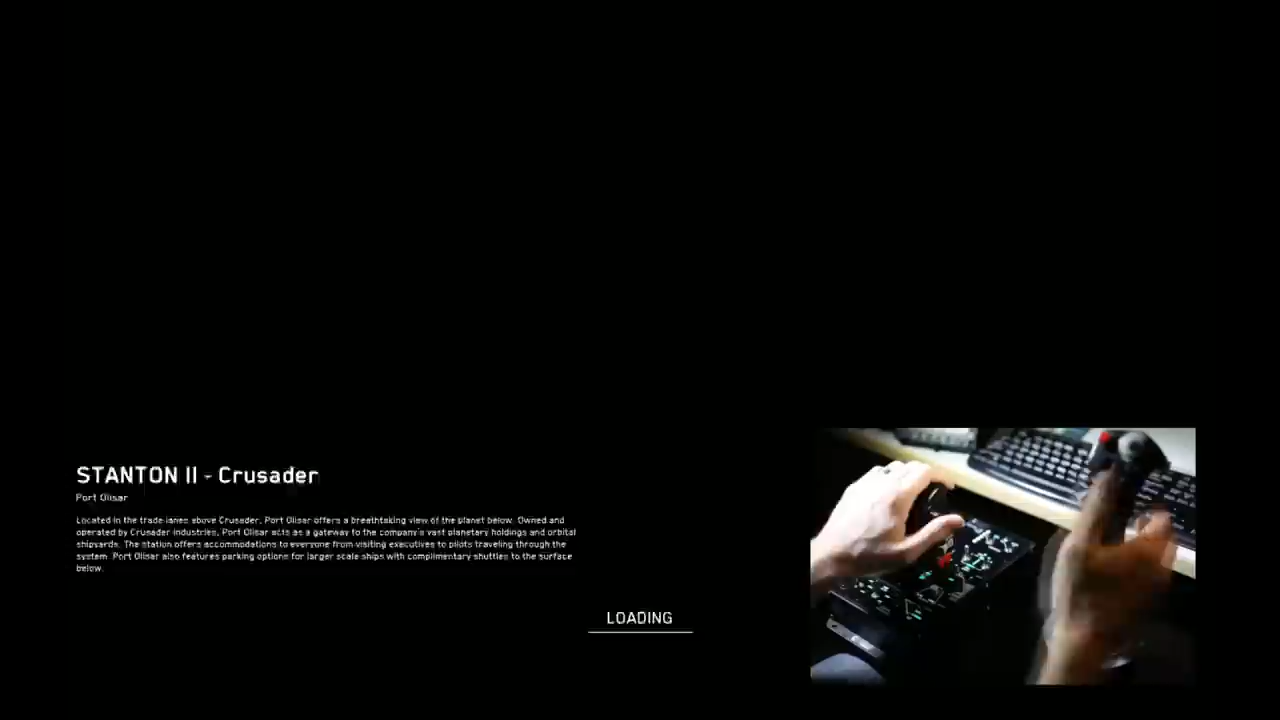 STANTON II - Crusader
Port Olisar
Located in the trade-lanes above Crusader, Port Olisar offers a breathtaking view of the planet below. Owned and
operated by Crusader Industries, Port Olisar acts as a gateway to the company's vast planetary holdings and orbital
shipyards. The station offers accommodations to everyone from visiting executives to pilots traveling through the
system. Port Olisar also features parking options for larger scale ships with complimentary shuttles to the surface
below.
LOADING